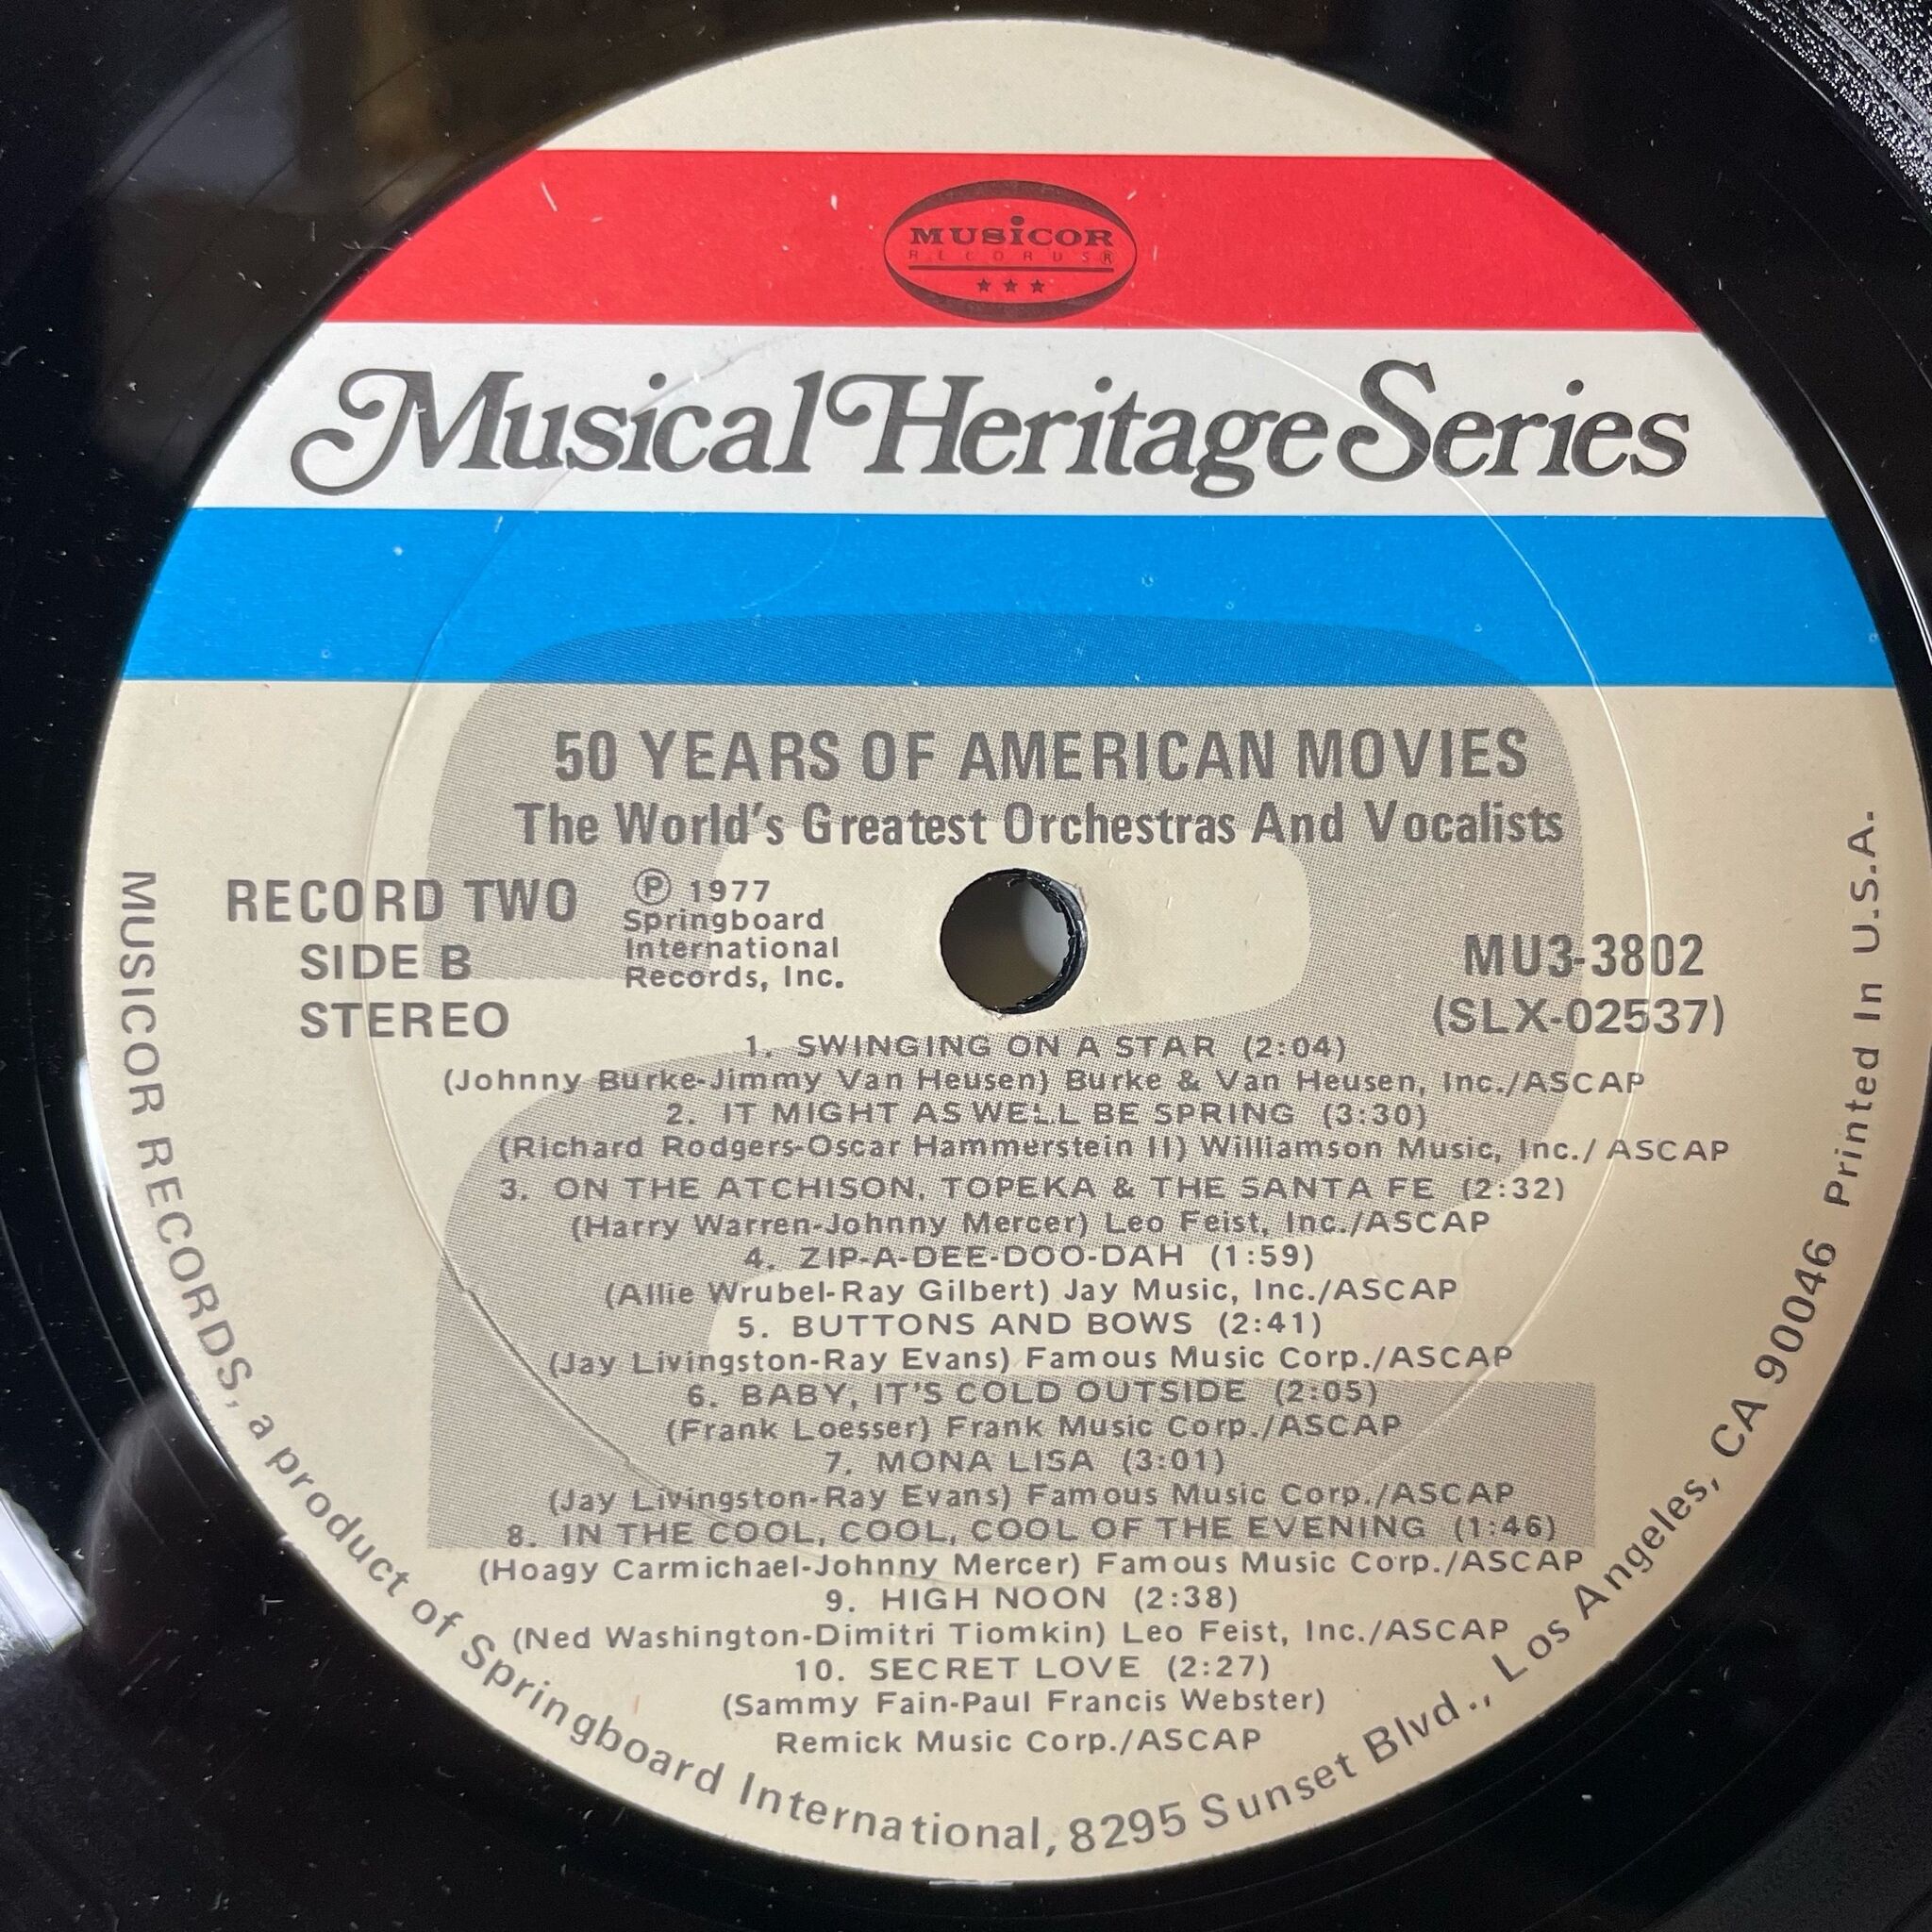 MUSICOR
RECORDS®
Musical Heritage Series
50 YEARS OF AMERICAN MOVIES
The World's Greatest Orchestras And Vocalists
RECORD TWO
SIDE B
STEREO
℗ 1977
Springboard
International
Records, Inc.
MU3-3802
(SLX-02537)
1. SWINGING ON A STAR (2:04)
(Johnny Burke-Jimmy Van Heusen) Burke & Van Heusen, Inc./ASCAP
2. IT MIGHT AS WELL BE SPRING (3:30)
(Richard Rodgers-Oscar Hammerstein II) Williamson Music, Inc./ ASCAP
3. ON THE ATCHISON, TOPEKA & THE SANTA FE (2:32)
(Harry Warren-Johnny Mercer) Leo Feist, Inc./ASCAP
4. ZIP-A-DEE-DOO-DAH (1:59)
(Allie Wrubel-Ray Gilbert) Jay Music, Inc./ASCAP
5. BUTTONS AND BOWS (2:41)
(Jay Livingston-Ray Evans) Famous Music Corp./ASCAP
6. BABY, IT'S COLD OUTSIDE (2:05)
(Frank Loesser) Frank Music Corp./ASCAP
7. MONA LISA (3:01)
(Jay Livingston-Ray Evans) Famous Music Corp./ASCAP
8. IN THE COOL, COOL, COOL OF THE EVENING (1:46)
(Hoagy Carmichael-Johnny Mercer) Famous Music Corp./ASCAP
9. HIGH NOON (2:38)
(Ned Washington-Dimitri Tiomkin) Leo Feist, Inc./ASCAP
10. SECRET LOVE (2:27)
(Sammy Fain-Paul Francis Webster)
Remick Music Corp./ASCAP
MUSICOR RECORDS, a product of Springboard International, 8295 Sunset Blvd., Los Angeles, CA 90046 Printed In U.S.A.
2